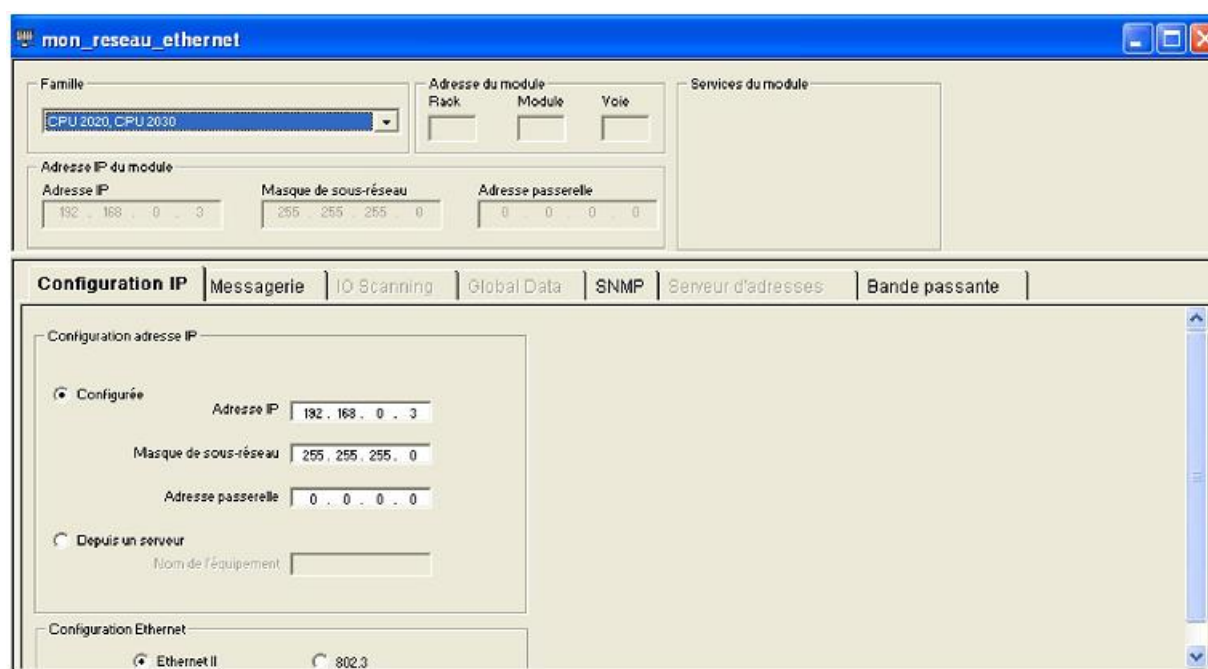 mon_reseau_ethernet
Famille
Adresse du module
Services du module
Rack Module Voie
CPU 2020, CPU 2030
Adresse IP du module
Adresse IP Masque de sous-réseau Adresse passerelle
192 . 168 . 0 . 3 255 . 255 . 255 . 0 0 . 0 . 0 . 0
Configuration IP Messagerie IO Scanning Global Data SNMP Serveur d'adresses Bande passante
Configuration adresse IP
Configurée
Adresse IP 192 . 168 . 0 . 3
Masque de sous-réseau 255 . 255 . 255 . 0
Adresse passerelle 0 . 0 . 0 . 0
Depuis un serveur
Nom de l'équipement
Configuration Ethernet
Ethernet II 802.3